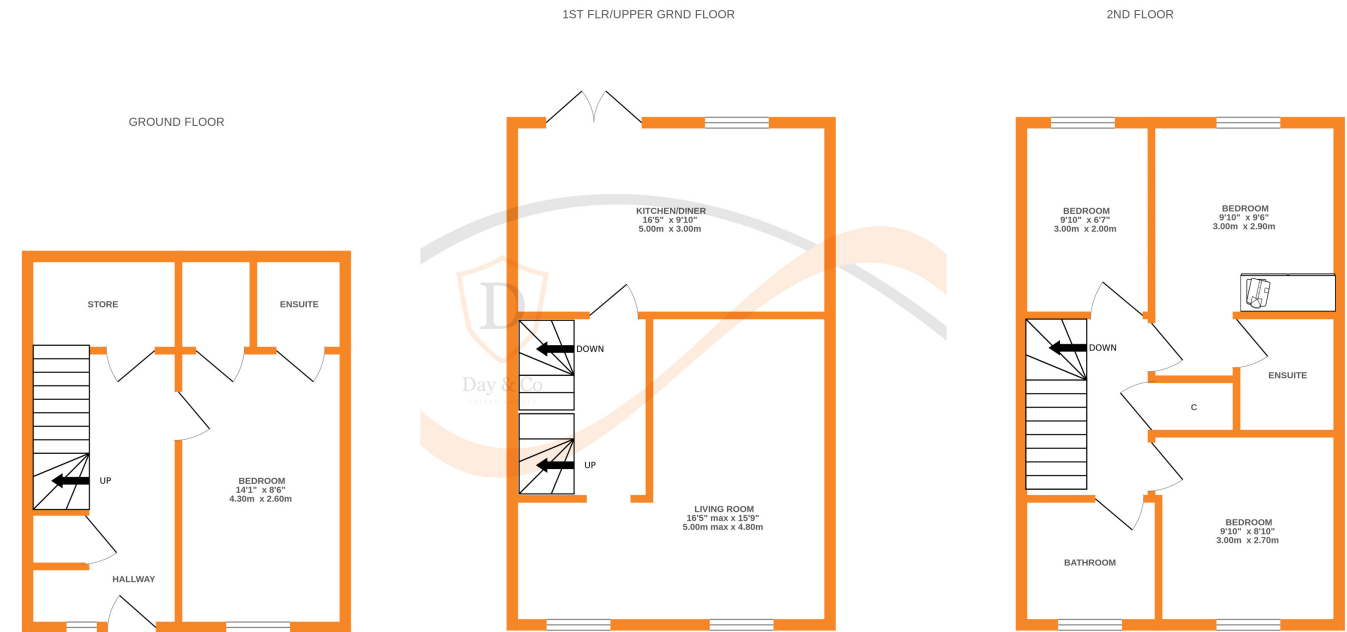 GROUND FLOOR
STORE
ENSUITE
UP
BEDROOM
14'1" x 8'6"
4.30m x 2.60m
HALLWAY
1ST FLR/UPPER GRND FLOOR
KITCHEN/DINER
16'5" x 9'10"
5.00m x 3.00m
DOWN
UP
D
Day & Co
LIVING ROOM
16'5" max x 15'9"
5.00m max x 4.80m
2ND FLOOR
BEDROOM
9'10" x 6'7"
3.00m x 2.00m
BEDROOM
9'10" x 9'6"
3.00m x 2.90m
DOWN
ENSUITE
C
BEDROOM
9'10" x 8'10"
3.00m x 2.70m
BATHROOM